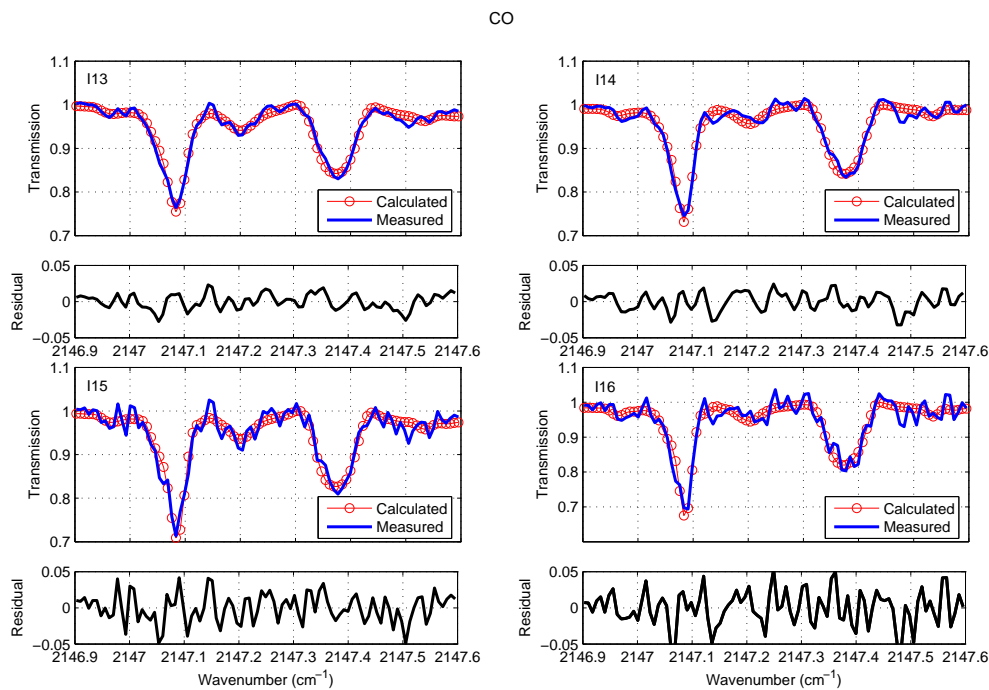 CO
I13
1.1
1
0.9
0.8
0.7
Transmission
Calculated
Measured
I14
1.1
1
0.9
0.8
0.7
Transmission
Calculated
Measured
0.05
0
−0.05
Residual
2146.9 2147 2147.1 2147.2 2147.3 2147.4 2147.5 2147.6
0.05
0
−0.05
Residual
2146.9 2147 2147.1 2147.2 2147.3 2147.4 2147.5 2147.6
I15
1.1
1
0.9
0.8
0.7
Transmission
Calculated
Measured
I16
1.1
1
0.9
0.8
0.7
Transmission
Calculated
Measured
0.05
0
−0.05
Residual
2146.9 2147 2147.1 2147.2 2147.3 2147.4 2147.5 2147.6
Wavenumber (cm⁻¹)
0.05
0
−0.05
Residual
2146.9 2147 2147.1 2147.2 2147.3 2147.4 2147.5 2147.6
Wavenumber (cm⁻¹)